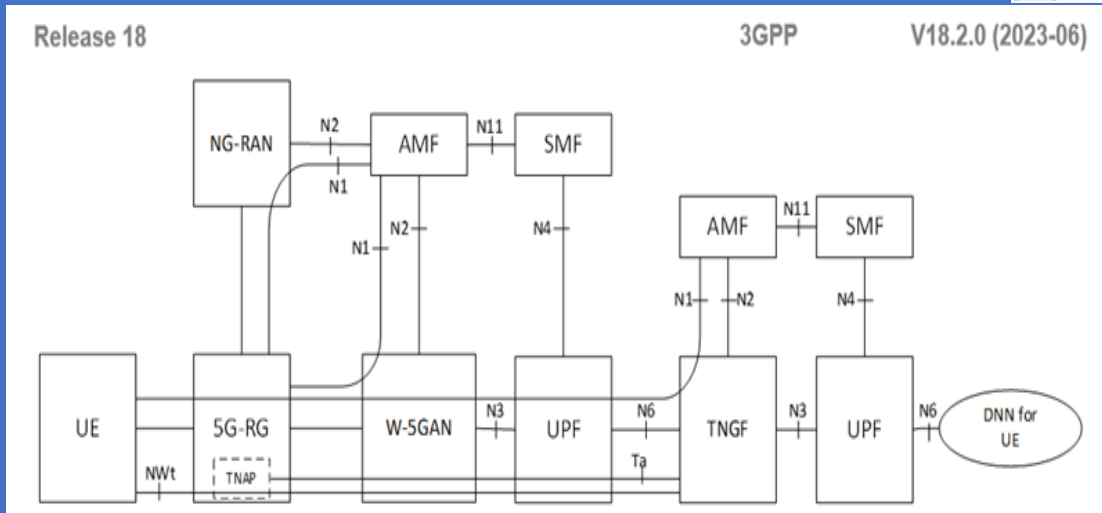 Release 18 3GPP V18.2.0 (2023-06)
NG-RAN
N2
AMF
N11
SMF
N1
N1
N2
N4
AMF
N11
SMF
N1
N2
N4
UE
5G-RG
W-5GAN
N3
UPF
N6
TNGF
N3
UPF
N6
DNN for
UE
NWt
TNAP
Ta